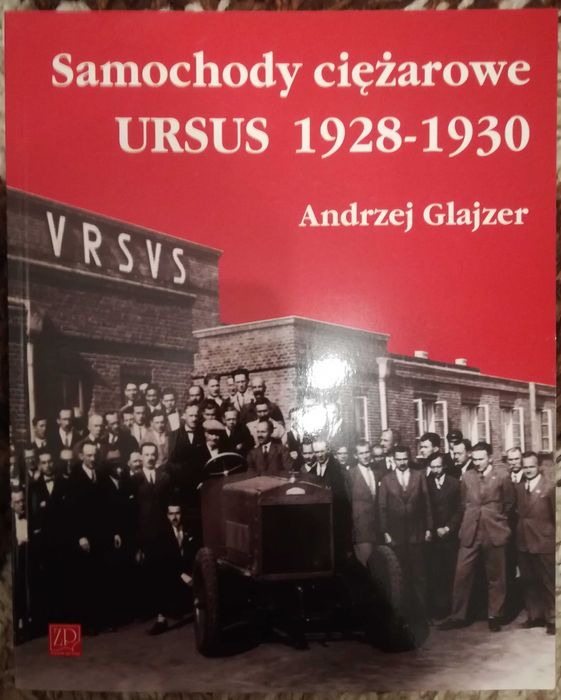 Samochody ciężarowe
URSUS 1928-1930
Andrzej Glajzer
VRSVS
ZP